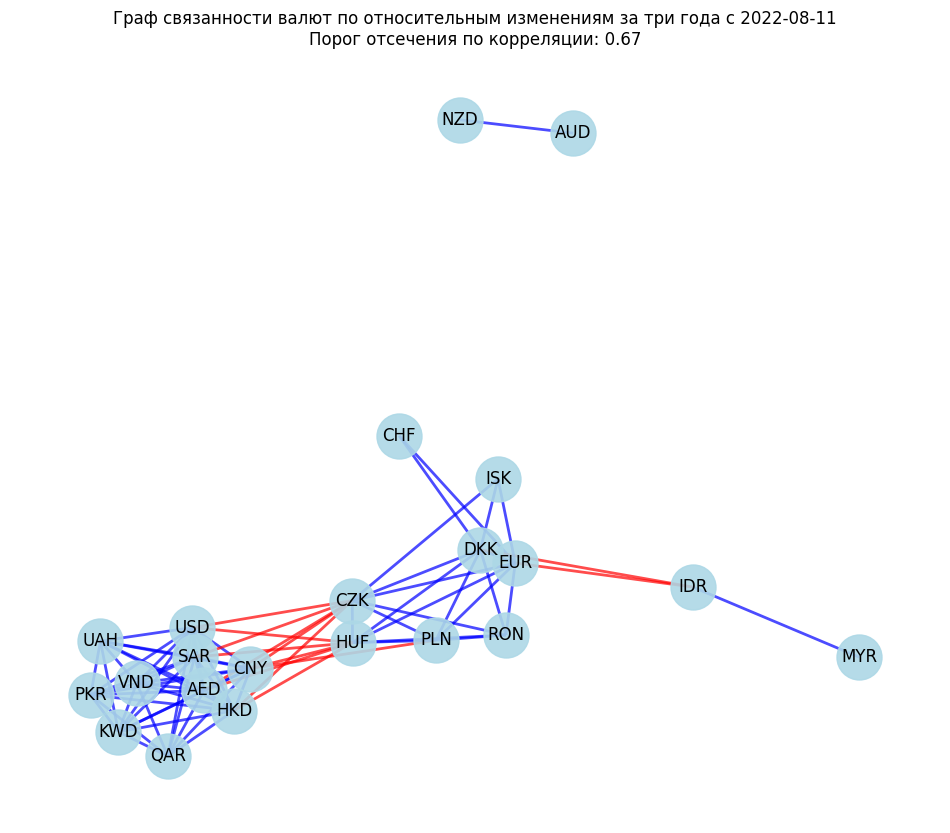 Граф связанности валют по относительным изменениям за три года с 2022-08-11
Порог отсечения по корреляции: 0.67
NZD
AUD
CHF
ISK
DKK
EUR
IDR
CZK
USD
UAH
HUF
PLN
RON
SAR
MYR
CNY
VND
AED
PKR
HKD
KWD
QAR